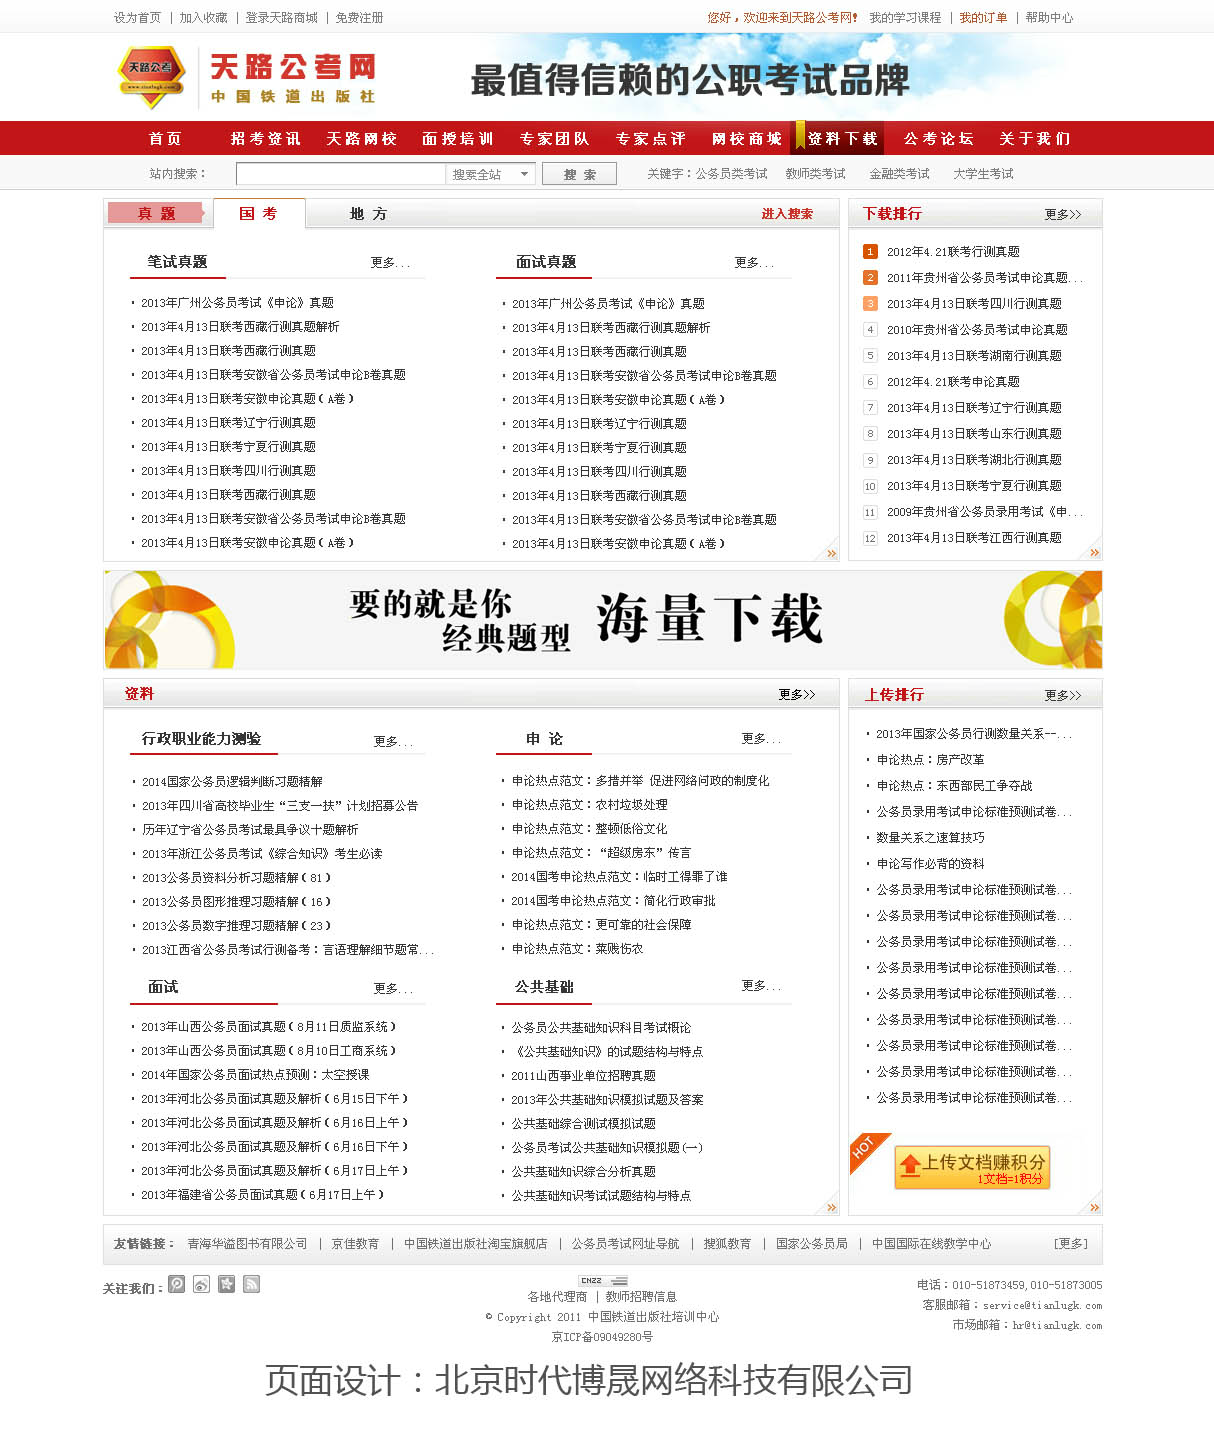 设为首页 | 加入收藏 | 登录天路商城 | 免费注册
您好，欢迎来到天路公考网！ 我的学习课程 | 我的订单 | 帮助中心
天路公考
www.tianlugk.com
天路公考网
中国铁道出版社
最值得信赖的公职考试品牌
首页 招考资讯 天路网校 面授培训 专家团队 专家点评 网校商城 资料下载 公考论坛 关于我们
站内搜索： 搜索全站 搜 索 关键字：公务员类考试 教师类考试 金融类考试 大学生考试
真 题 国 考 地 方 进入搜索
笔试真题 更多...
2013年广州公务员考试《申论》真题
2013年4月13日联考西藏行测真题解析
2013年4月13日联考西藏行测真题
2013年4月13日联考安徽省公务员考试申论B卷真题
2013年4月13日联考安徽申论真题（A卷）
2013年4月13日联考辽宁行测真题
2013年4月13日联考宁夏行测真题
2013年4月13日联考四川行测真题
2013年4月13日联考西藏行测真题
2013年4月13日联考安徽省公务员考试申论B卷真题
2013年4月13日联考安徽申论真题（A卷）
面试真题 更多...
2013年广州公务员考试《申论》真题
2013年4月13日联考西藏行测真题解析
2013年4月13日联考西藏行测真题
2013年4月13日联考安徽省公务员考试申论B卷真题
2013年4月13日联考安徽申论真题（A卷）
2013年4月13日联考辽宁行测真题
2013年4月13日联考宁夏行测真题
2013年4月13日联考四川行测真题
2013年4月13日联考西藏行测真题
2013年4月13日联考安徽省公务员考试申论B卷真题
2013年4月13日联考安徽申论真题（A卷）
下载排行 更多>>
1 2012年4.21联考行测真题
2 2011年贵州省公务员考试申论真题...
3 2013年4月13日联考四川行测真题
4 2010年贵州省公务员考试申论真题
5 2013年4月13日联考湖南行测真题
6 2012年4.21联考申论真题
7 2013年4月13日联考辽宁行测真题
8 2013年4月13日联考山东行测真题
9 2013年4月13日联考湖北行测真题
10 2013年4月13日联考宁夏行测真题
11 2009年贵州省公务员录用考试《申...
12 2013年4月13日联考江西行测真题
要的就是你
经典题型
海量下载
资料 更多>>
行政职业能力测验 更多...
2014国家公务员逻辑判断习题精解
2013年四川省高校毕业生“三支一扶”计划招募公告
历年辽宁省公务员考试最具争议十题解析
2013年浙江公务员考试《综合知识》考生必读
2013公务员资料分析习题精解（81）
2013公务员图形推理习题精解（16）
2013公务员数字推理习题精解（23）
2013江西省公务员考试行测备考：言语理解细节题常...
申 论 更多...
申论热点范文：多措并举 促进网络问政的制度化
申论热点范文：农村垃圾处理
申论热点范文：整顿低俗文化
申论热点范文：“超级房东”传言
2014国考申论热点范文：临时工得罪了谁
2014国考申论热点范文：简化行政审批
申论热点范文：更可靠的社会保障
申论热点范文：菜贱伤农
面试 更多...
2013年山西公务员面试真题（8月11日质监系统）
2013年山西公务员面试真题（8月10日工商系统）
2014年国家公务员面试热点预测：太空授课
2013年河北公务员面试真题及解析（6月15日下午）
2013年河北公务员面试真题及解析（6月16日上午）
2013年河北公务员面试真题及解析（6月16日下午）
2013年河北公务员面试真题及解析（6月17日上午）
2013年福建省公务员面试真题（6月17日上午）
公共基础 更多...
公务员公共基础知识科目考试概论
《公共基础知识》的试题结构与特点
2011山西事业单位招聘真题
2013年公共基础知识模拟试题及答案
公共基础综合测试模拟试题
公务员考试公共基础知识模拟题(一)
公共基础知识综合分析真题
公共基础知识考试试题结构与特点
上传排行 更多>>
2013年国家公务员行测数量关系--...
申论热点：房产改革
申论热点：东西部民工争夺战
公务员录用考试申论标准预测试卷...
数量关系之速算技巧
申论写作必背的资料
公务员录用考试申论标准预测试卷...
公务员录用考试申论标准预测试卷...
公务员录用考试申论标准预测试卷...
公务员录用考试申论标准预测试卷...
公务员录用考试申论标准预测试卷...
公务员录用考试申论标准预测试卷...
公务员录用考试申论标准预测试卷...
公务员录用考试申论标准预测试卷...
公务员录用考试申论标准预测试卷...
HOT
上传文档赚积分
1文档=1积分
友情链接： 青海华溢图书有限公司 | 京佳教育 | 中国铁道出版社淘宝旗舰店 | 公务员考试网址导航 | 搜狐教育 | 国家公务员局 | 中国国际在线教学中心 [更多]
关注我们：
CNZZ
各地代理商 | 教师招聘信息
© Copyright 2011 中国铁道出版社培训中心
京ICP备09049280号
电话：010-51873459,010-51873005
客服邮箱：service@tianlugk.com
市场邮箱：hr@tianlugk.com
页面设计：北京时代博晟网络科技有限公司